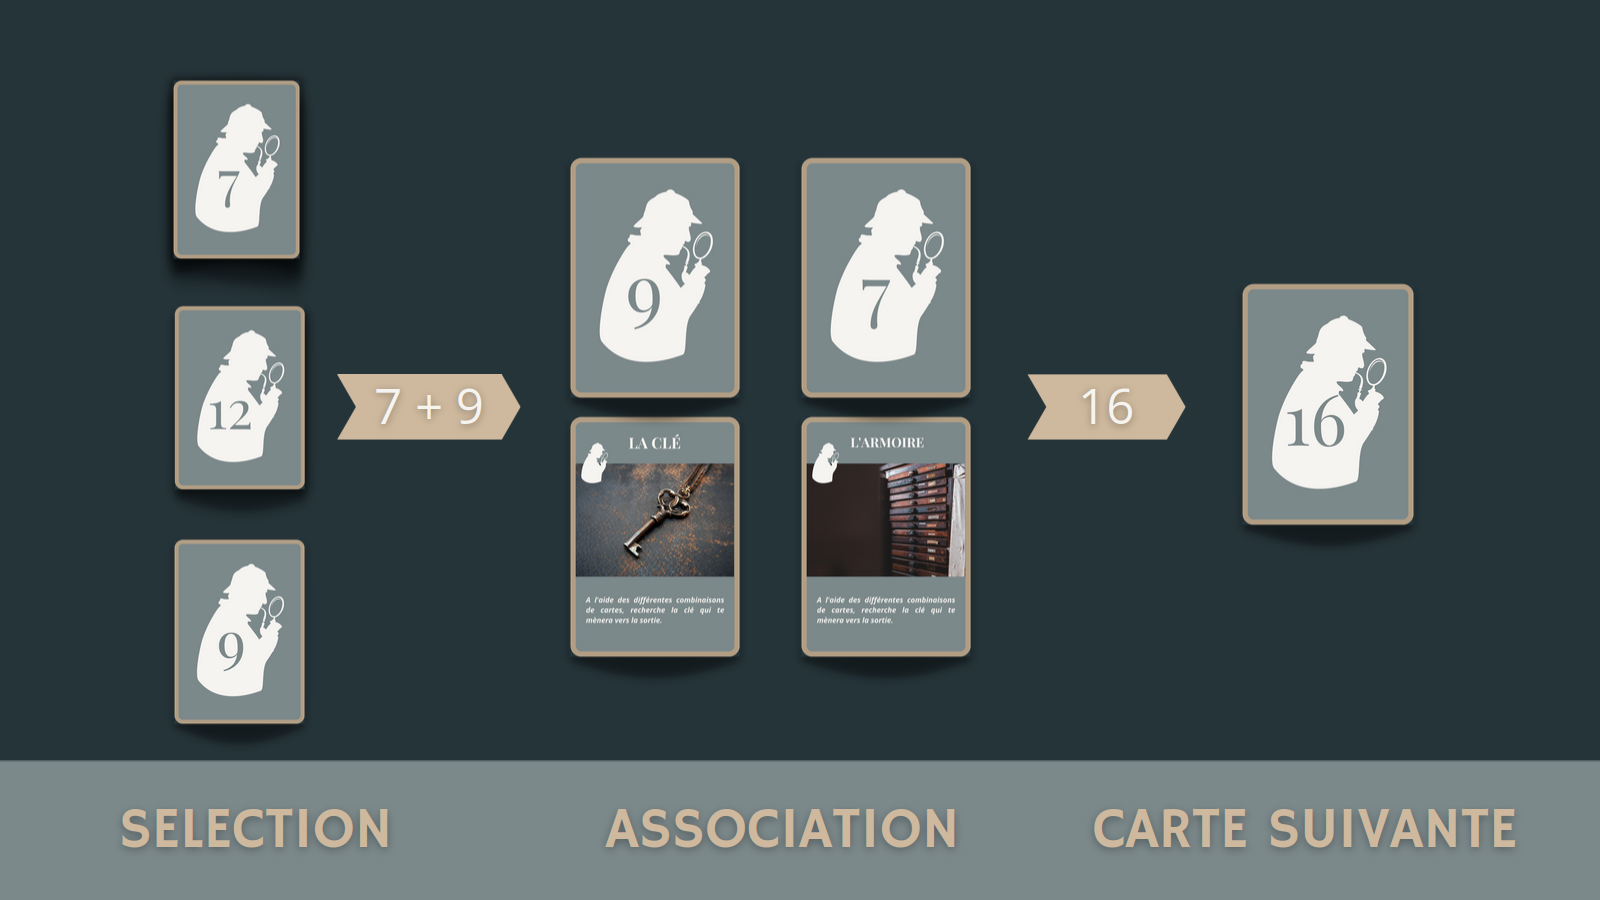 7
12
9
7 + 9
9
7
LA CLÉ
A l'aide des différentes combinaisons
de cartes, recherche la clé qui te
mènera vers la sortie.
L'ARMOIRE
A l'aide des différentes combinaisons
de cartes, recherche la clé qui te
mènera vers la sortie.
16
16
SELECTION
ASSOCIATION
CARTE SUIVANTE